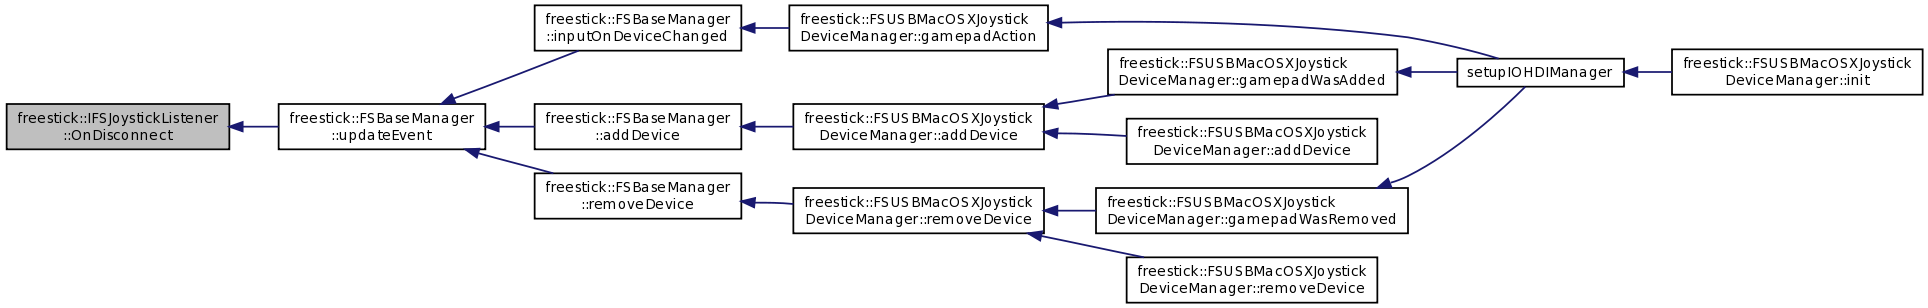 freestick::IFSJoystickListener
::OnDisconnect
freestick::FSBaseManager
::updateEvent
freestick::FSBaseManager
::inputOnDeviceChanged
freestick::FSUSBMacOSXJoystick
DeviceManager::gamepadAction
freestick::FSBaseManager
::addDevice
freestick::FSUSBMacOSXJoystick
DeviceManager::addDevice
freestick::FSUSBMacOSXJoystick
DeviceManager::gamepadWasAdded
freestick::FSUSBMacOSXJoystick
DeviceManager::addDevice
freestick::FSBaseManager
::removeDevice
freestick::FSUSBMacOSXJoystick
DeviceManager::removeDevice
freestick::FSUSBMacOSXJoystick
DeviceManager::gamepadWasRemoved
freestick::FSUSBMacOSXJoystick
DeviceManager::removeDevice
setupIOHDIManager
freestick::FSUSBMacOSXJoystick
DeviceManager::init